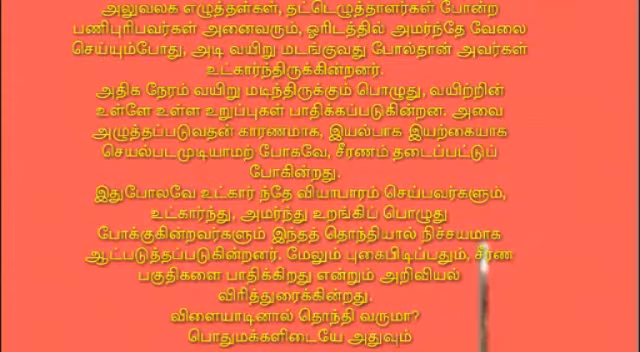 அலுவலக எழுத்தள்கள், தட்டெழுத்தாளர்கள் போன்ற
பணிபுரிபவர்கள் அனைவரும், ஓரிடத்தில் அமர்ந்தே வேலை
செய்யும்போது, அடி வயிறு மடங்குவது போல்தான் அவர்கள்
உட்கார்ந்திருக்கின்றனர்.
அதிக நேரம் வயிறு மடிந்திருக்கும் பொழுது, வயிற்றின்
உள்ளே உள்ள உறுப்புகள் பாதிக்கப்படுகின்றன. அவை
அழுத்தப்படுவதன் காரணமாக, இயல்பாக இயற்கையாக
செயல்படமுடியாமற் போகவே, சீரணம் தடைப்பட்டுப்
போகின்றது.
இதுபோலவே உட்கார் ந்தே வியாபாரம் செய்பவர்களும்,
உட்கார்ந்து, அமர்ந்து உறங்கிப் பொழுது
போக்குகின்றவர்களும் இந்தத் தொந்தியால் நிச்சயமாக
ஆட்படுத்தப்படுகின்றனர். மேலும் புகைபிடிப்பதும், சீரண
பகுதிகளை பாதிக்கிறது என்றும் அறிவியல்
விரித்துரைக்கின்றது.
விளையாடினால் தொந்தி வருமா?
பொதுமக்களிடையே அதுவும்